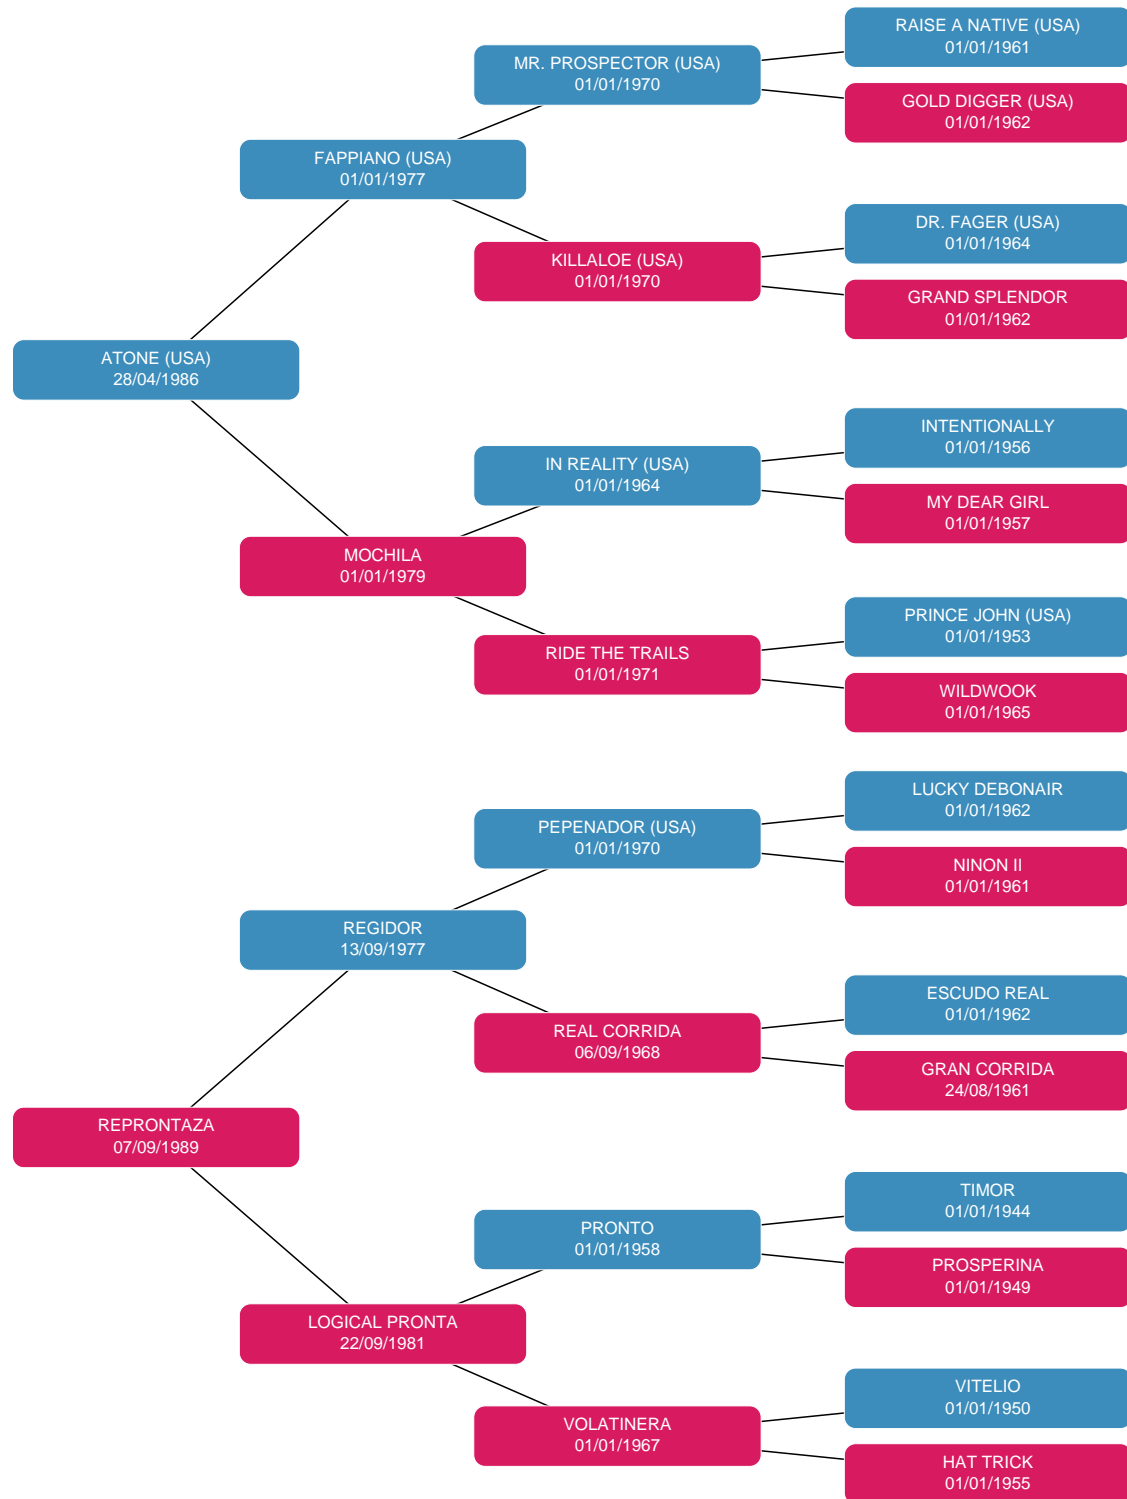 RAISE A NATIVE (USA)
01/01/1961
MR. PROSPECTOR (USA)
01/01/1970
GOLD DIGGER (USA)
01/01/1962
FAPPIANO (USA)
01/01/1977
DR. FAGER (USA)
01/01/1964
KILLALOE (USA)
01/01/1970
GRAND SPLENDOR
01/01/1962
ATONE (USA)
28/04/1986
INTENTIONALLY
01/01/1956
IN REALITY (USA)
01/01/1964
MY DEAR GIRL
01/01/1957
MOCHILA
01/01/1979
PRINCE JOHN (USA)
01/01/1953
RIDE THE TRAILS
01/01/1971
WILDWOOK
01/01/1965
LUCKY DEBONAIR
01/01/1962
PEPENADOR (USA)
01/01/1970
NINON II
01/01/1961
REGIDOR
13/09/1977
ESCUDO REAL
01/01/1962
REAL CORRIDA
06/09/1968
GRAN CORRIDA
24/08/1961
REPRONTAZA
07/09/1989
TIMOR
01/01/1944
PRONTO
01/01/1958
PROSPERINA
01/01/1949
LOGICAL PRONTA
22/09/1981
VITELIO
01/01/1950
VOLATINERA
01/01/1967
HAT TRICK
01/01/1955